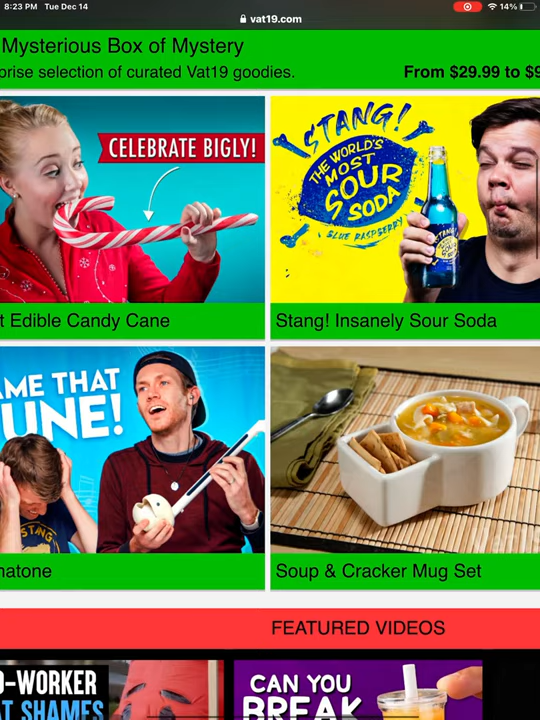 8:23 PM Tue Dec 14
14%
vat19.com
Mysterious Box of Mystery
orise selection of curated Vat19 goodies.
From $29.99 to $9
CELEBRATE BIGLY!
STANG!
THE WORLD'S
MOST
SOUR
SODA
BLUE RASPBERRY
STANG!
t Edible Candy Cane
Stang! Insanely Sour Soda
AME THAT
UNE!
STANG
natone
Soup & Cracker Mug Set
FEATURED VIDEOS
O-WORKER
AT SHAMES
CAN YOU
BREAK